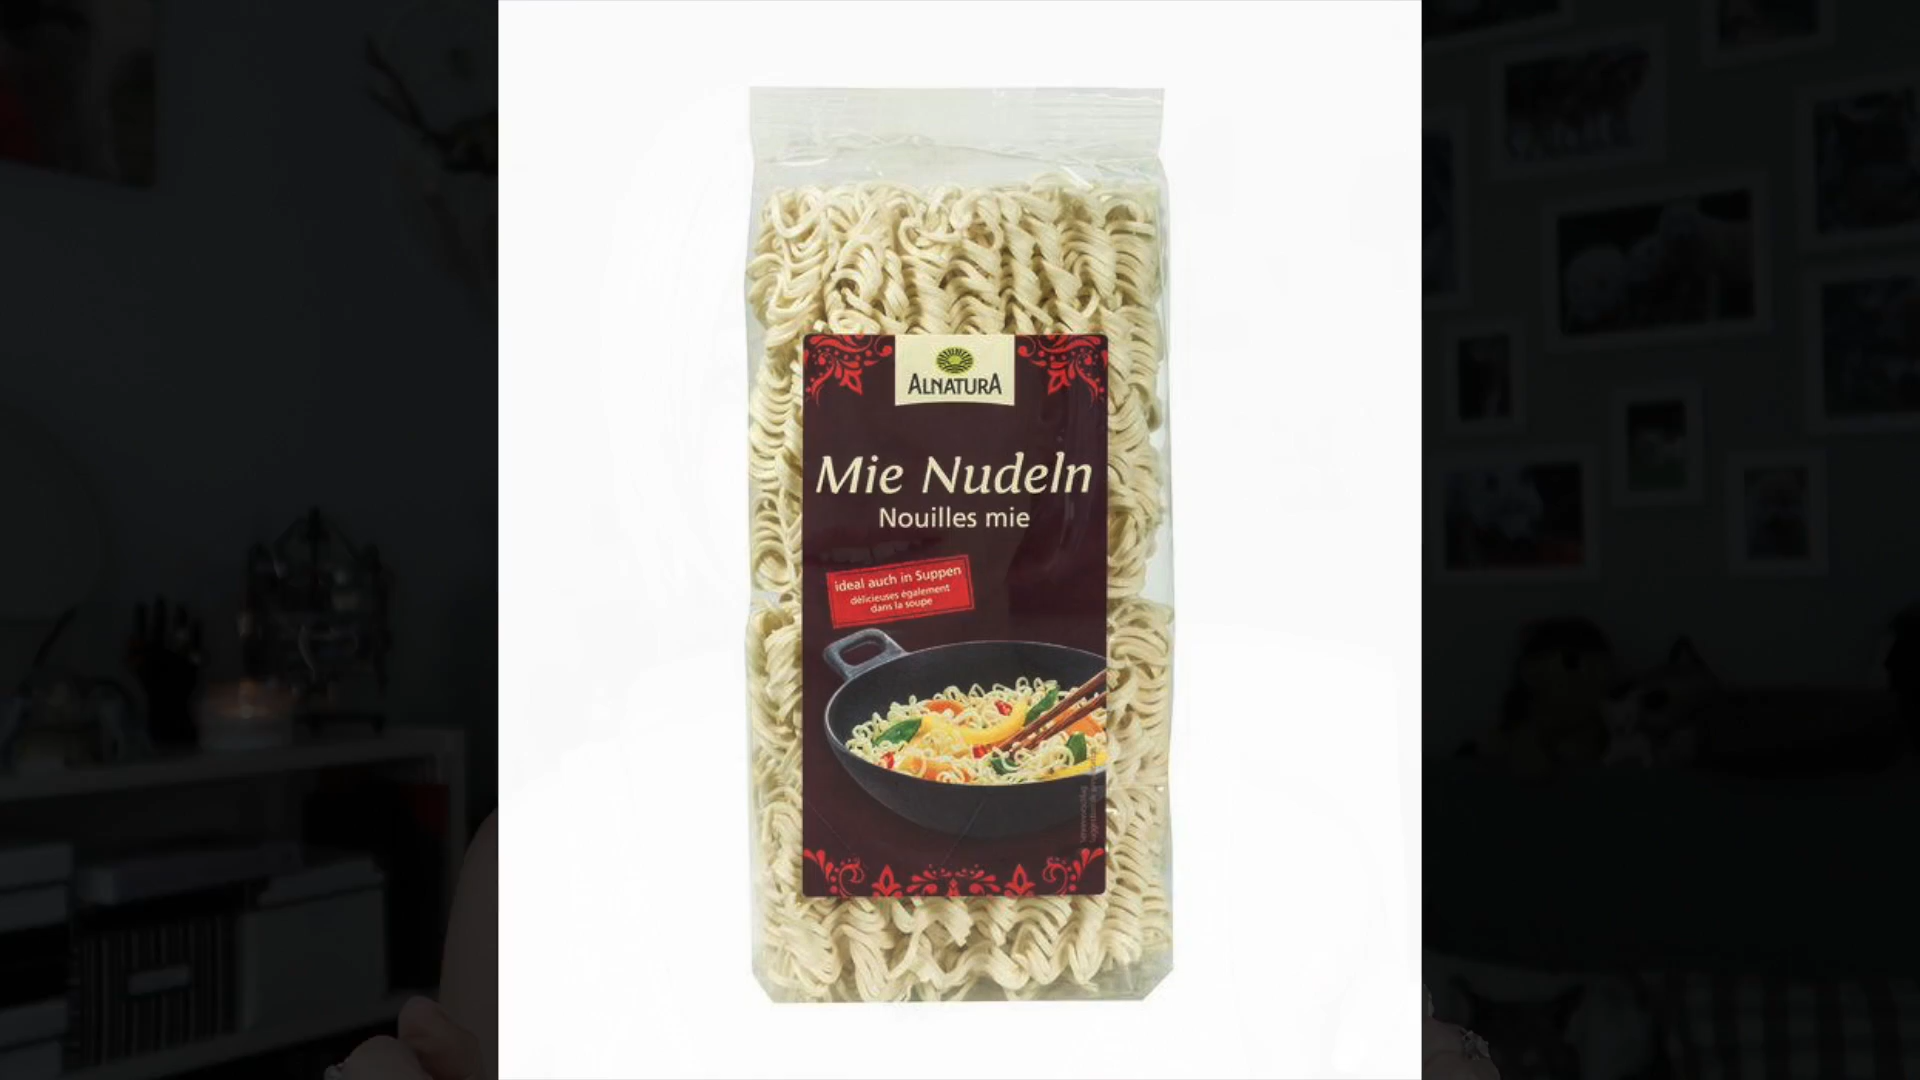 ALNATURA
Mie Nudeln
Nouilles mie
ideal auch in Suppen
délicieuses également
dans la soupe